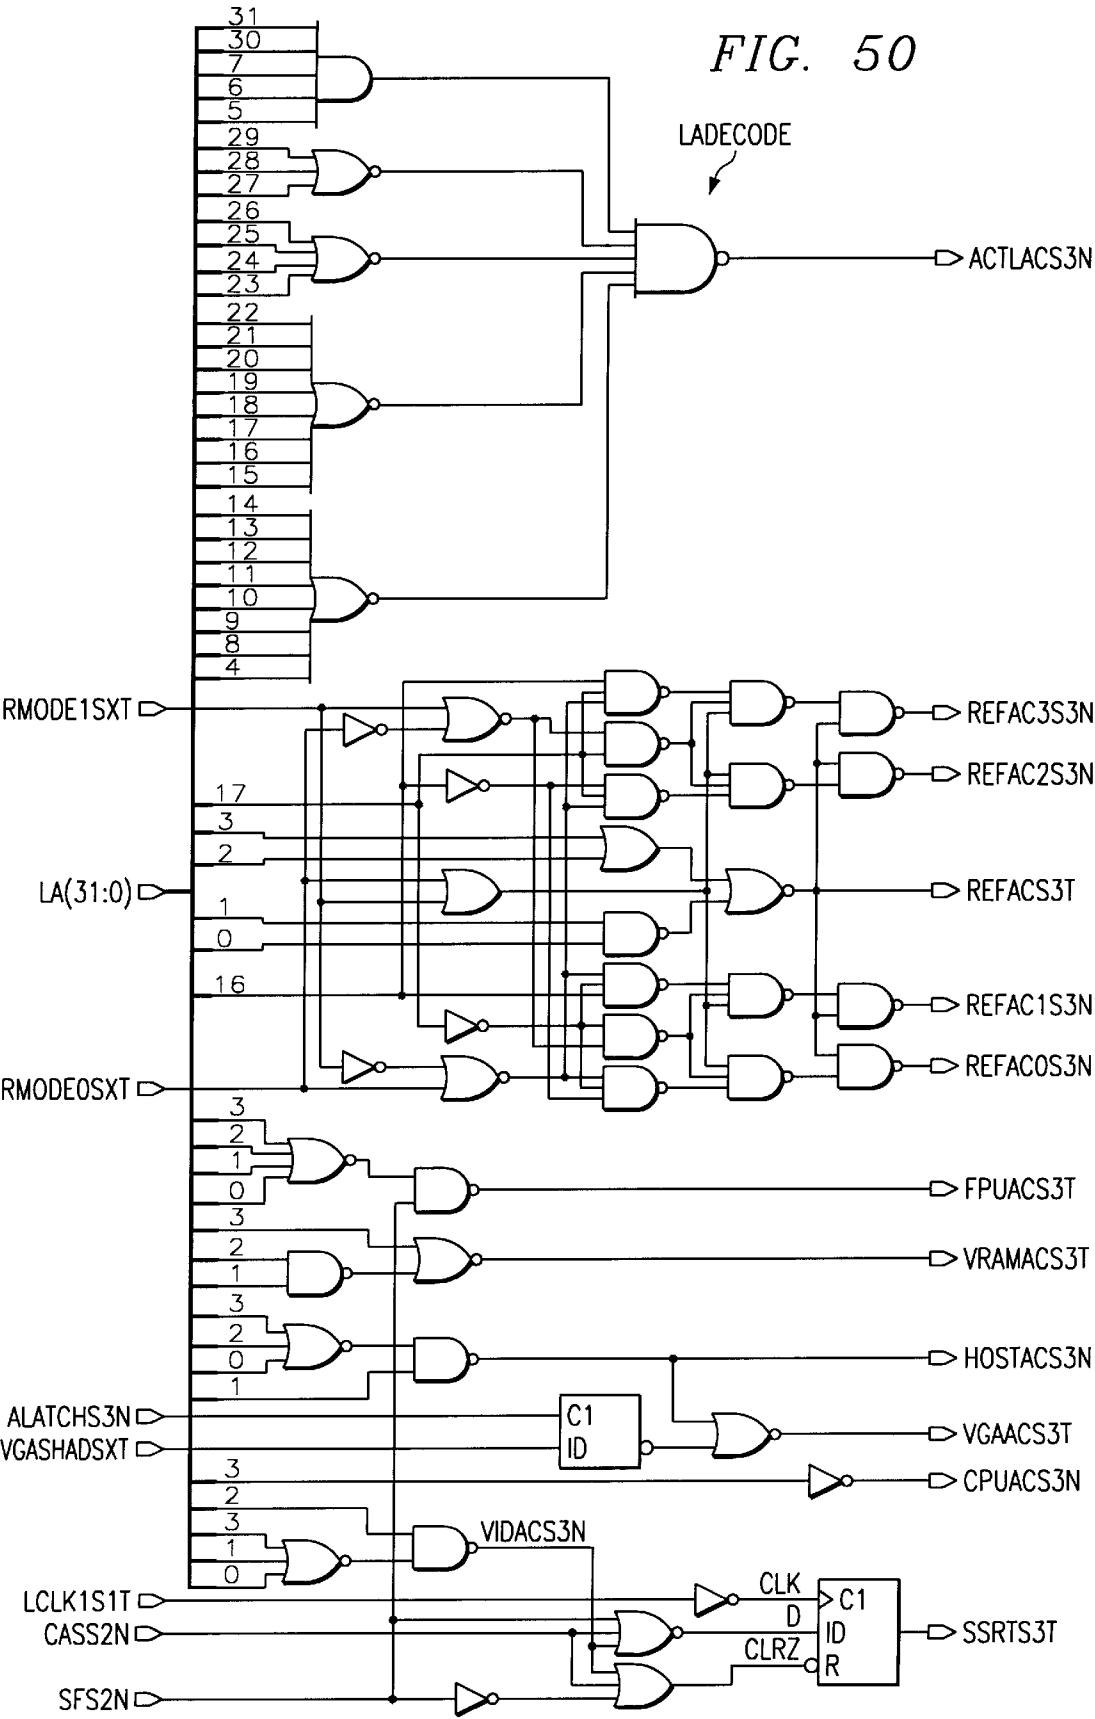 FIG. 50
LADECODE
31
30
7
6
5
29
28
27
26
25
24
23
ACTLACS3N
22
21
20
19
18
17
16
15
14
13
12
11
10
9
8
4
RMODE1SXT
REFAC3S3N
REFAC2S3N
17
3
2
LA(31:0)
REFACS3T
1
0
16
REFAC1S3N
REFAC0S3N
RMODE0SXT
3
2
1
0
FPUACS3T
3
2
1
VRAMACS3T
3
2
0
1
HOSTACS3N
ALATCHS3N
C1
VGASHADSXT
1D
VGAACS3T
3
CPUACS3N
2
3
1
0
VIDACS3N
LCLK1S1T
CLK
C1
CASS2N
D
1D
SSRTS3T
CLRZ
R
SFS2N